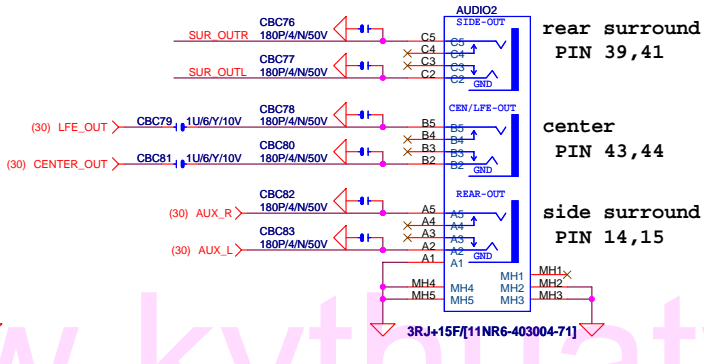 AUDIO2
SIDE-OUT
rear surround
PIN 39,41
CBC76
180P/4/N/50V
SUR_OUTR
C5 C5
C4 C4
CBC77
180P/4/N/50V
SUR_OUTL
C3 C3
C2 C2
GND
CEN/LFE-OUT
center
PIN 43,44
CBC78
180P/4/N/50V
(30) LFE_OUT CBC79 1U/6/Y/10V
B5 B5
B4 B4
CBC80
180P/4/N/50V
(30) CENTER_OUT CBC81 1U/6/Y/10V
B3 B3
B2 B2
GND
REAR-OUT
side surround
PIN 14,15
CBC82
180P/4/N/50V
(30) AUX_R
A5 A5
A4 A4
CBC83
180P/4/N/50V
(30) AUX_L
A3 A3
A2 A2
GND
A1
MH1 MH1
MH4 MH4 MH2 MH2
MH5 MH5 MH3 MH3
3RJ+15F/[11NR6-403004-71]
w.kythuatv